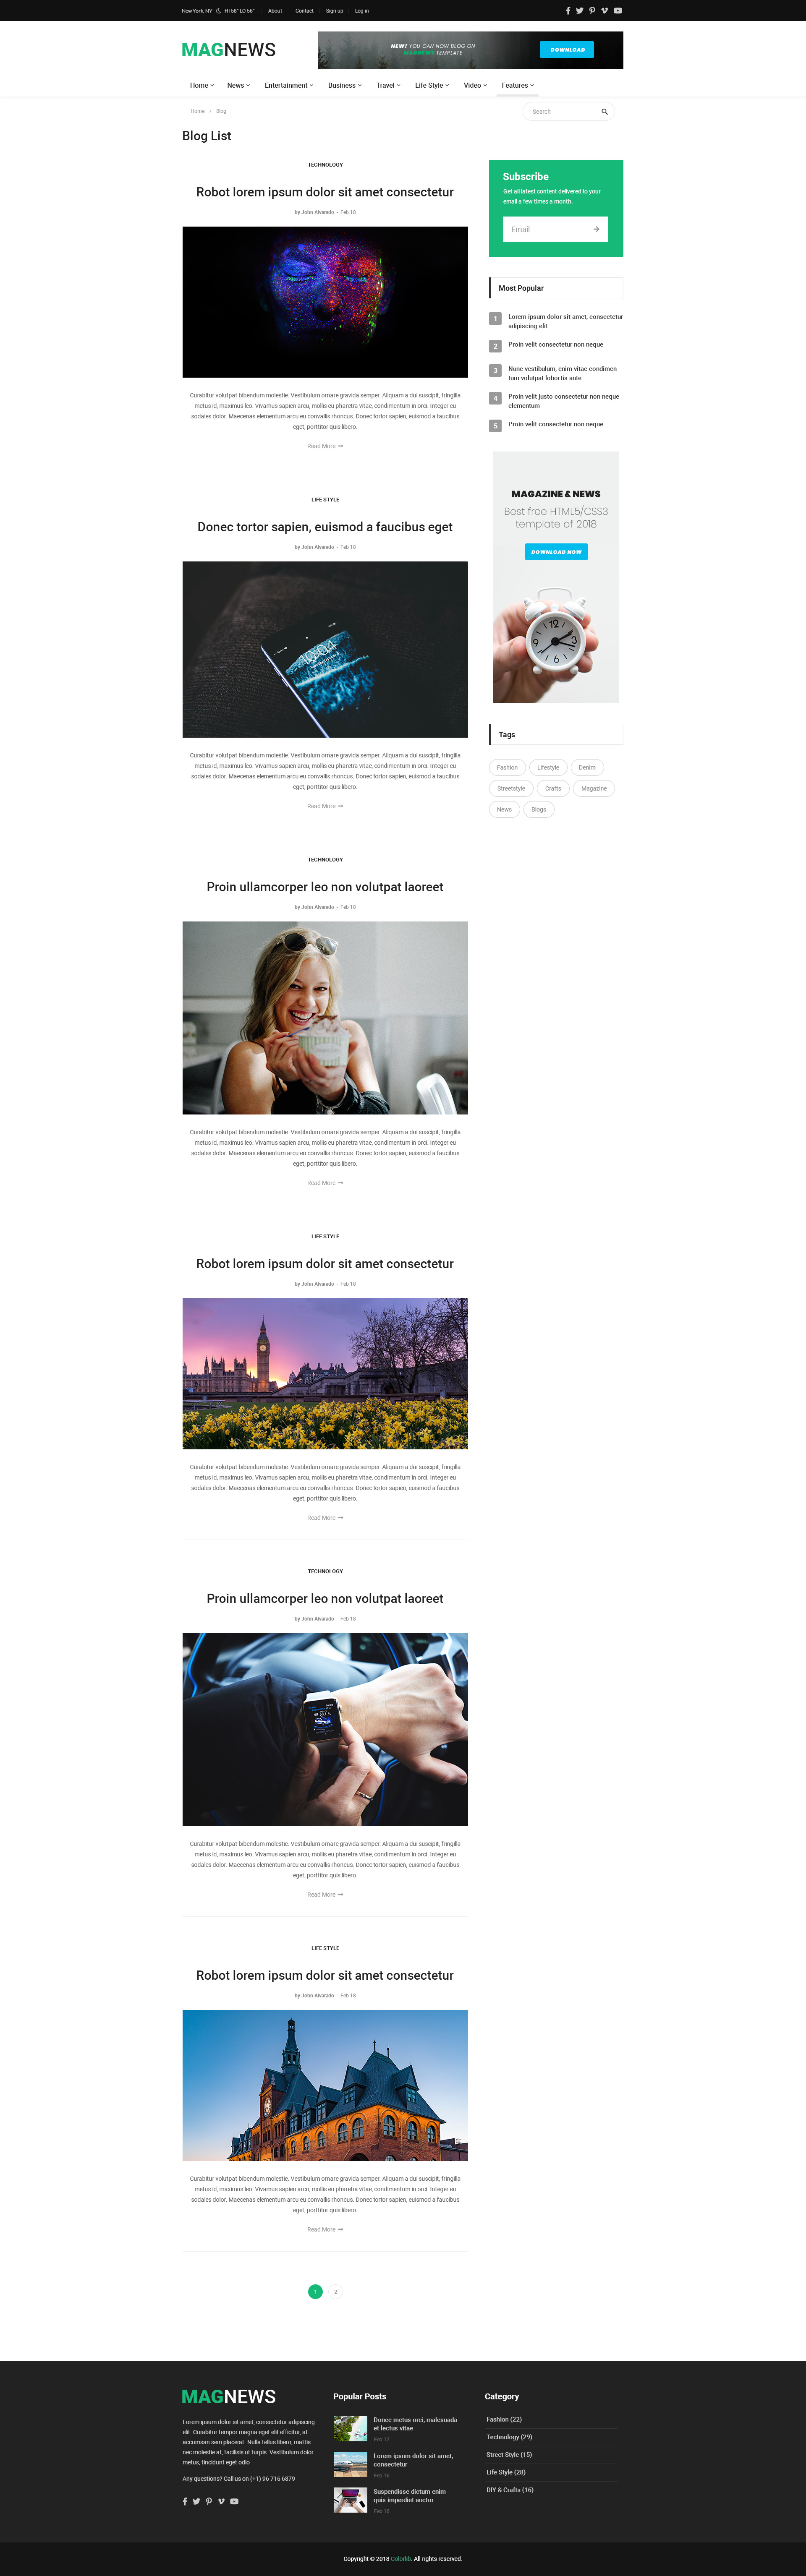 New York, NY HI 58° LO 56° About Contact Sign up Log in
MAGNEWS
NEW! YOU CAN NOW BLOG ON
MAGNEWS TEMPLATE
DOWNLOAD
Home News Entertainment Business Travel Life Style Video Features
Home > Blog
Search
Blog List
TECHNOLOGY
Robot lorem ipsum dolor sit amet consectetur
by John Alvarado - Feb 18
Curabitur volutpat bibendum molestie. Vestibulum ornare gravida semper. Aliquam a dui suscipit, fringilla
metus id, maximus leo. Vivamus sapien arcu, mollis eu pharetra vitae, condimentum in orci. Integer eu
sodales dolor. Maecenas elementum arcu eu convallis rhoncus. Donec tortor sapien, euismod a faucibus
eget, porttitor quis libero.
Read More
LIFE STYLE
Donec tortor sapien, euismod a faucibus eget
by John Alvarado - Feb 18
10:04
Curabitur volutpat bibendum molestie. Vestibulum ornare gravida semper. Aliquam a dui suscipit, fringilla
metus id, maximus leo. Vivamus sapien arcu, mollis eu pharetra vitae, condimentum in orci. Integer eu
sodales dolor. Maecenas elementum arcu eu convallis rhoncus. Donec tortor sapien, euismod a faucibus
eget, porttitor quis libero.
Read More
TECHNOLOGY
Proin ullamcorper leo non volutpat laoreet
by John Alvarado - Feb 18
Curabitur volutpat bibendum molestie. Vestibulum ornare gravida semper. Aliquam a dui suscipit, fringilla
metus id, maximus leo. Vivamus sapien arcu, mollis eu pharetra vitae, condimentum in orci. Integer eu
sodales dolor. Maecenas elementum arcu eu convallis rhoncus. Donec tortor sapien, euismod a faucibus
eget, porttitor quis libero.
Read More
LIFE STYLE
Robot lorem ipsum dolor sit amet consectetur
by John Alvarado - Feb 18
Curabitur volutpat bibendum molestie. Vestibulum ornare gravida semper. Aliquam a dui suscipit, fringilla
metus id, maximus leo. Vivamus sapien arcu, mollis eu pharetra vitae, condimentum in orci. Integer eu
sodales dolor. Maecenas elementum arcu eu convallis rhoncus. Donec tortor sapien, euismod a faucibus
eget, porttitor quis libero.
Read More
TECHNOLOGY
Proin ullamcorper leo non volutpat laoreet
by John Alvarado - Feb 18
Curabitur volutpat bibendum molestie. Vestibulum ornare gravida semper. Aliquam a dui suscipit, fringilla
metus id, maximus leo. Vivamus sapien arcu, mollis eu pharetra vitae, condimentum in orci. Integer eu
sodales dolor. Maecenas elementum arcu eu convallis rhoncus. Donec tortor sapien, euismod a faucibus
eget, porttitor quis libero.
Read More
LIFE STYLE
Robot lorem ipsum dolor sit amet consectetur
by John Alvarado - Feb 18
Curabitur volutpat bibendum molestie. Vestibulum ornare gravida semper. Aliquam a dui suscipit, fringilla
metus id, maximus leo. Vivamus sapien arcu, mollis eu pharetra vitae, condimentum in orci. Integer eu
sodales dolor. Maecenas elementum arcu eu convallis rhoncus. Donec tortor sapien, euismod a faucibus
eget, porttitor quis libero.
Read More
1 2
Subscribe
Get all latest content delivered to your
email a few times a month.
Email
Most Popular
1 Lorem ipsum dolor sit amet, consectetur
adipiscing elit
2 Proin velit consectetur non neque
3 Nunc vestibulum, enim vitae condimen-
tum volutpat lobortis ante
4 Proin velit justo consectetur non neque
elementum
5 Proin velit consectetur non neque
MAGAZINE & NEWS
Best free HTML5/CSS3
template of 2018
DOWNLOAD NOW
Tags
Fashion Lifestyle Denim
Streetstyle Crafts Magazine
News Blogs
MAGNEWS
Lorem ipsum dolor sit amet, consectetur adipiscing
elit. Curabitur tempor magna eget elit efficitur, at
accumsan sem placerat. Nulla tellus libero, mattis
nec molestie at, facilisis ut turpis. Vestibulum dolor
metus, tincidunt eget odio
Any questions? Call us on (+1) 96 716 6879
Popular Posts
Donec metus orci, malesuada
et lectus vitae
Feb 17
Lorem ipsum dolor sit amet,
consectetur
Feb 16
Suspendisse dictum enim
quis imperdiet auctor
Feb 16
Category
Fashion (22)
Technology (29)
Street Style (15)
Life Style (28)
DIY & Crafts (16)
Copyright © 2018 Colorlib. All rights reserved.